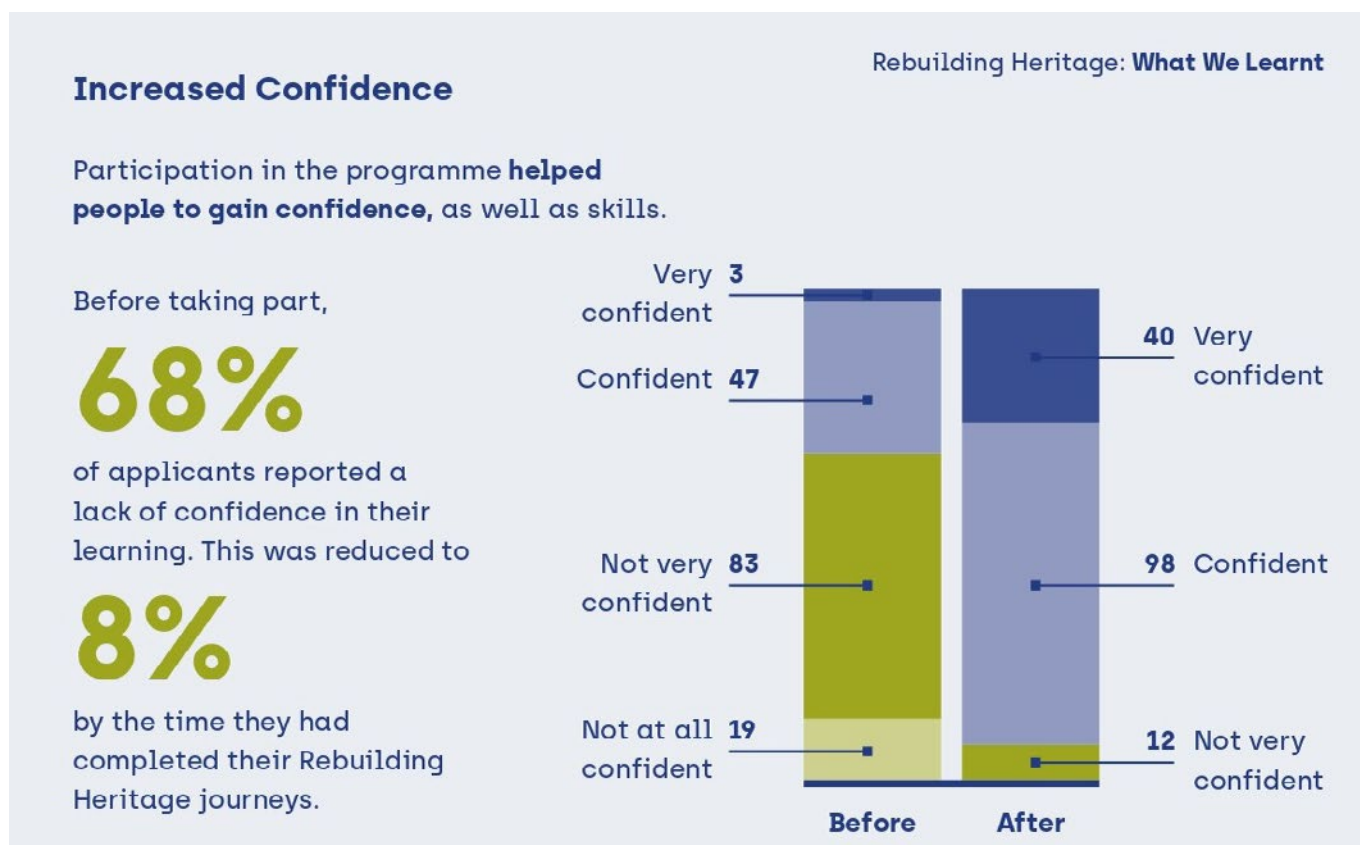 Rebuilding Heritage: What We Learnt
Increased Confidence
Participation in the programme helped
people to gain confidence, as well as skills.
Before taking part,
68%
of applicants reported a
lack of confidence in their
learning. This was reduced to
8%
by the time they had
completed their Rebuilding
Heritage journeys.
Very 3
confident
Confident 47
Not very 83
confident
Not at all 19
confident
40 Very
confident
98 Confident
12 Not very
confident
Before
After